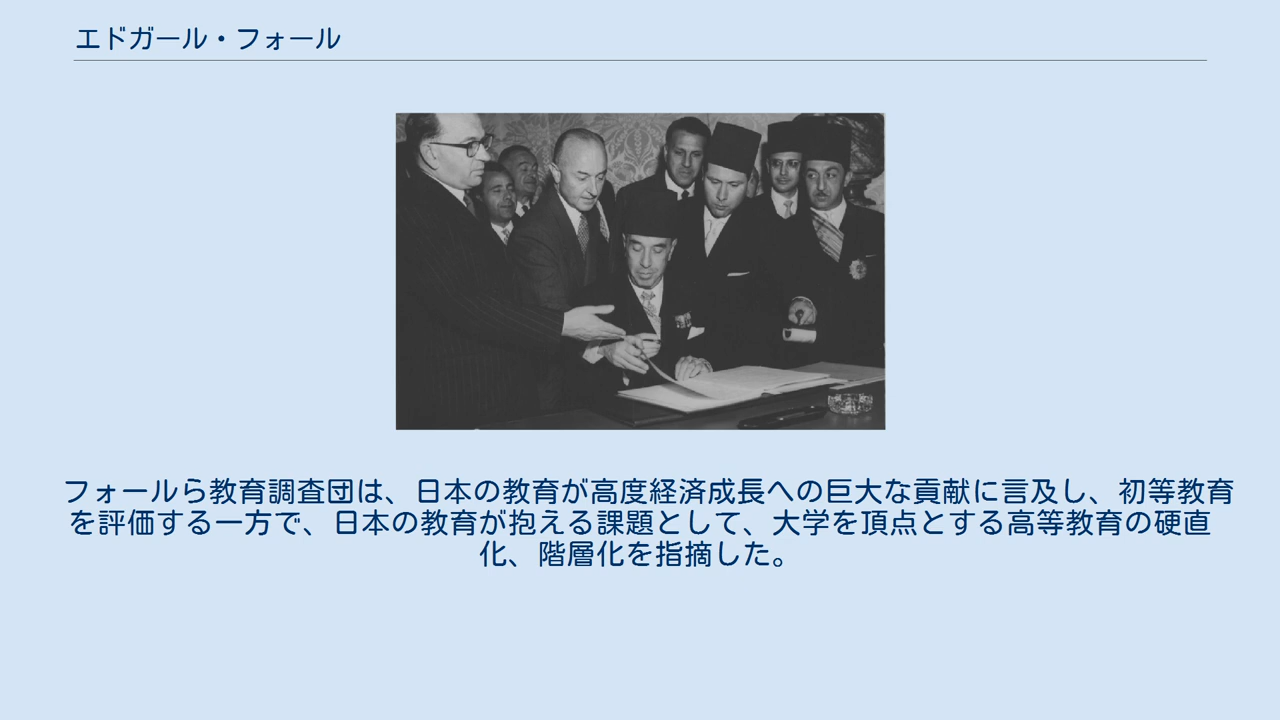 エドガール・フォール
フォールら教育調査団は、日本の教育が高度経済成長への巨大な貢献に言及し、初等教育
を評価する一方で、日本の教育が抱える課題として、大学を頂点とする高等教育の硬直
化、階層化を指摘した。